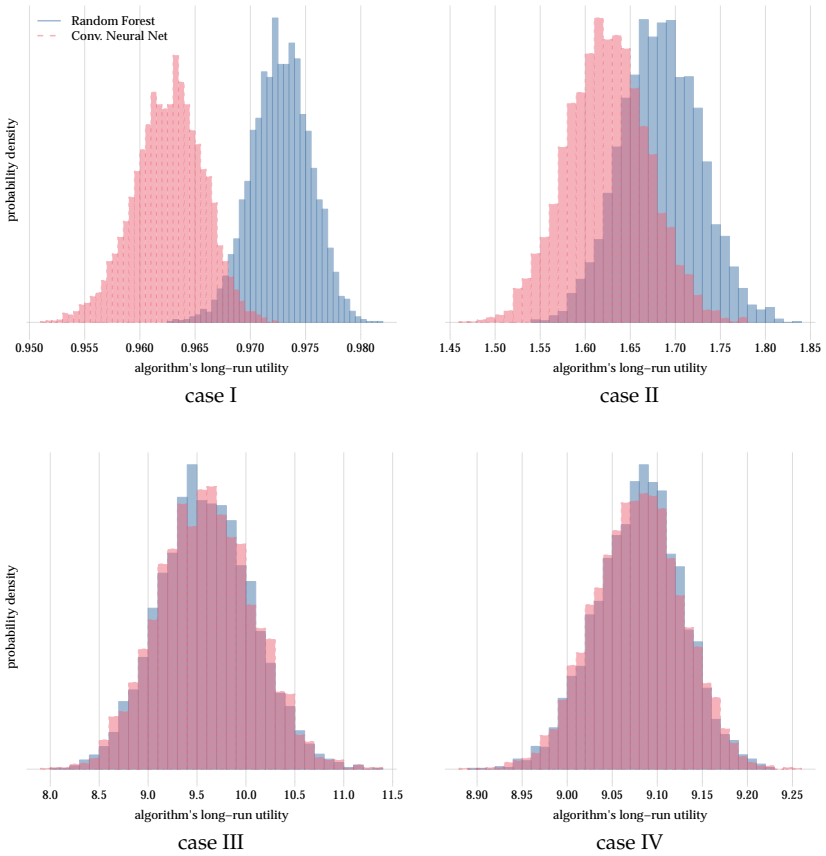 Random Forest
Conv. Neural Net
probability density
0.950 0.955 0.960 0.965 0.970 0.975 0.980
algorithm's long−run utility
case I
1.45 1.50 1.55 1.60 1.65 1.70 1.75 1.80 1.85
algorithm's long−run utility
case II
probability density
8.0 8.5 9.0 9.5 10.0 10.5 11.0 11.5
algorithm's long−run utility
case III
8.90 8.95 9.00 9.05 9.10 9.15 9.20 9.25
algorithm's long−run utility
case IV